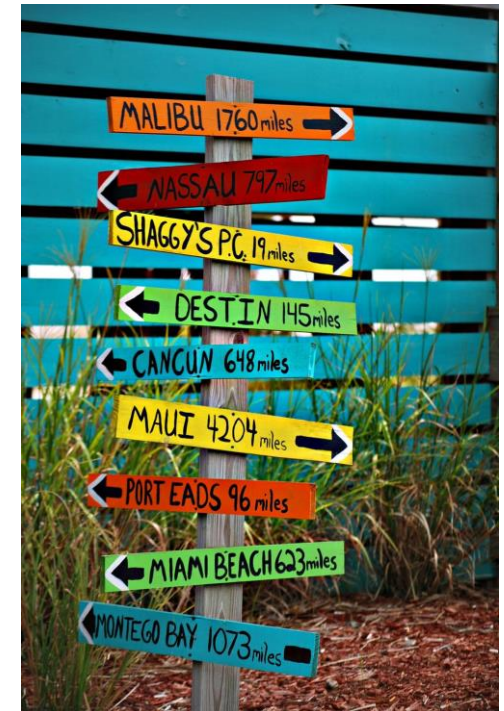 MALIBU 1760 miles
NASSAU 797 miles
SHAGGY'S P.C. 19 miles
DESTIN 145 miles
CANCUN 648 miles
MAUI 4204 miles
PORT EADS 96 miles
MIAMI BEACH 623 miles
MONTEGO BAY 1073 miles